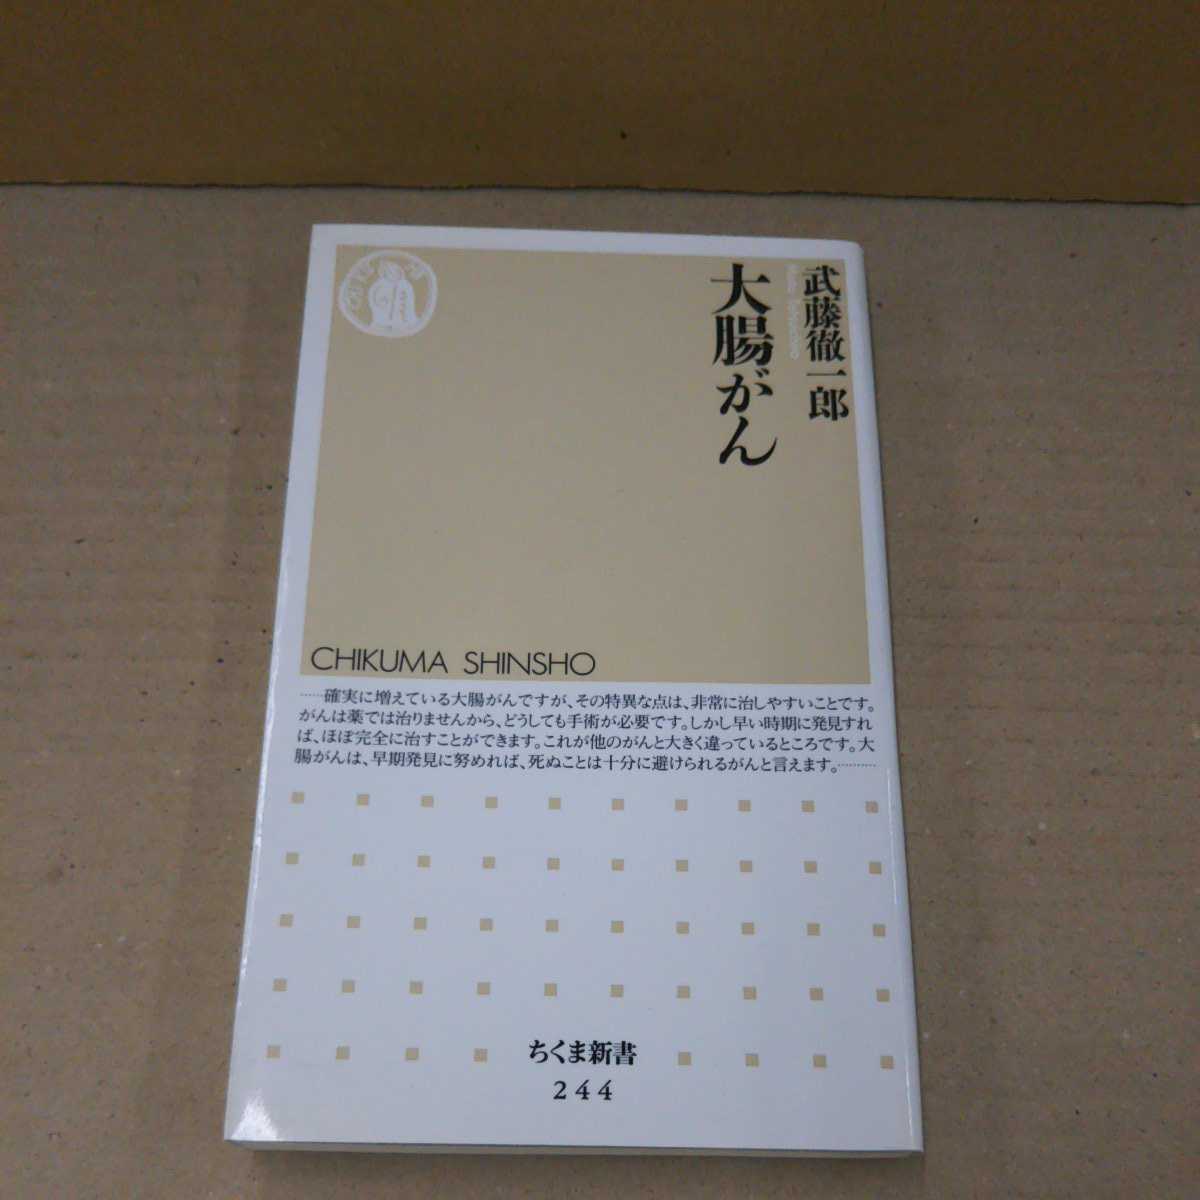 武藤徹一郎
大腸がん
CHIKUMA SHINSHO
……確実に増えている大腸がんですが、その特異な点は、非常に治しやすいことです。
がんは薬では治りませんから、どうしても手術が必要です。しかし早い時期に発見すれ
ば、ほぼ完全に治すことができます。これが他のがんと大きく違っているところです。大
腸がんは、早期発見に努めれば、死ぬことは十分に避けられるがんと言えます。………
ちくま新書
244